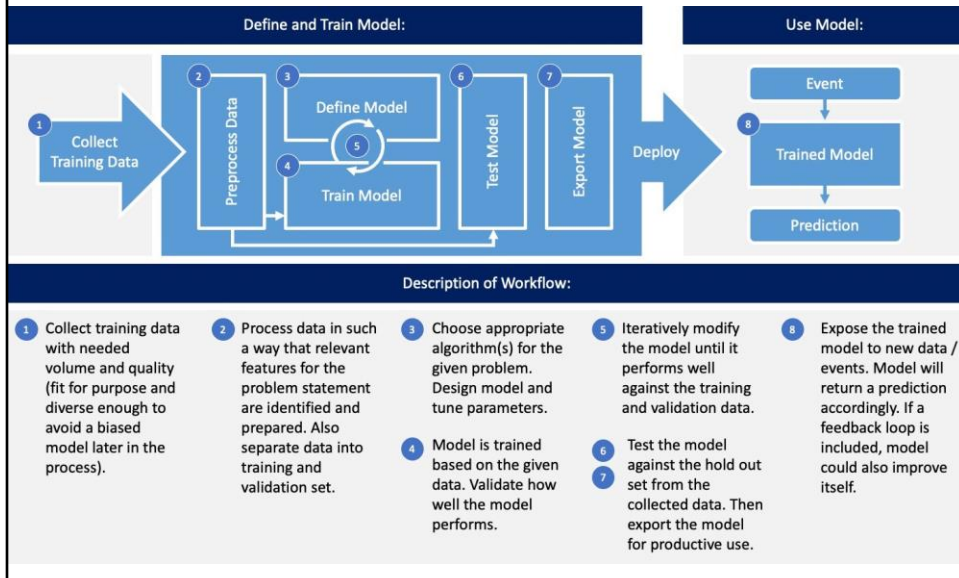 Define and Train Model:
Use Model:
1
Collect
Training Data
2
Preprocess Data
3
Define Model
5
4
Train Model
6
Test Model
7
Export Model
Deploy
Event
8
Trained Model
Prediction
Description of Workflow:
1
Collect training data
with needed
volume and quality
(fit for purpose and
diverse enough to
avoid a biased
model later in the
process).
2
Process data in such
a way that relevant
features for the
problem statement
are identified and
prepared. Also
separate data into
training and
validation set.
3
Choose appropriate
algorithm(s) for the
given problem.
Design model and
tune parameters.
4
Model is trained
based on the given
data. Validate how
well the model
performs.
5
Iteratively modify
the model until it
performs well
against the training
and validation data.
6
7
Test the model
against the hold out
set from the
collected data. Then
export the model
for productive use.
8
Expose the trained
model to new data /
events. Model will
return a prediction
accordingly. If a
feedback loop is
included, model
could also improve
itself.